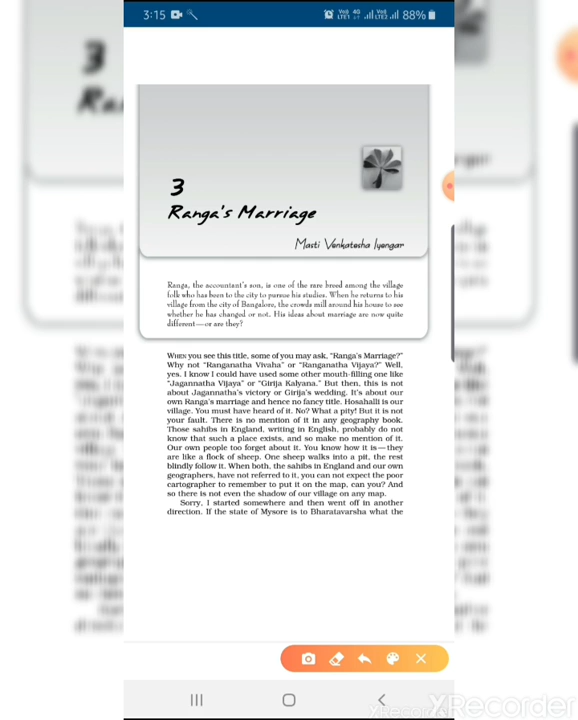 3:15
Vo) 4G Vo)
LTE1 LTE2 88%
3
Ranga's Marriage
Masti Venkatesha Iyengar
Ranga, the accountant's son, is one of the rare breed among the village
folk who has been to the city to pursue his studies. When he returns to his
village from the city of Bangalore, the crowds mill around his house to see
whether he has changed or not. His ideas about marriage are now quite
different—or are they?
WHEN you see this title, some of you may ask, "Ranga's Marriage?"
Why not "Ranganatha Vivaha" or "Ranganatha Vijaya?" Well,
yes. I know I could have used some other mouth-filling one like
"Jagannatha Vijaya" or "Girija Kalyana." But then, this is not
about Jagannatha's victory or Girija's wedding. It's about our
own Ranga's marriage and hence no fancy title. Hosahalli is our
village. You must have heard of it. No? What a pity! But it is not
your fault. There is no mention of it in any geography book.
Those sahibs in England, writing in English, probably do not
know that such a place exists, and so make no mention of it.
Our own people too forget about it. You know how it is—they
are like a flock of sheep. One sheep walks into a pit, the rest
blindly follow it. When both, the sahibs in England and our own
geographers, have not referred to it, you can not expect the poor
cartographer to remember to put it on the map, can you? And
so there is not even the shadow of our village on any map.
Sorry, I started somewhere and then went off in another
direction. If the state of Mysore is to Bharatavarsha what the
XRecorder